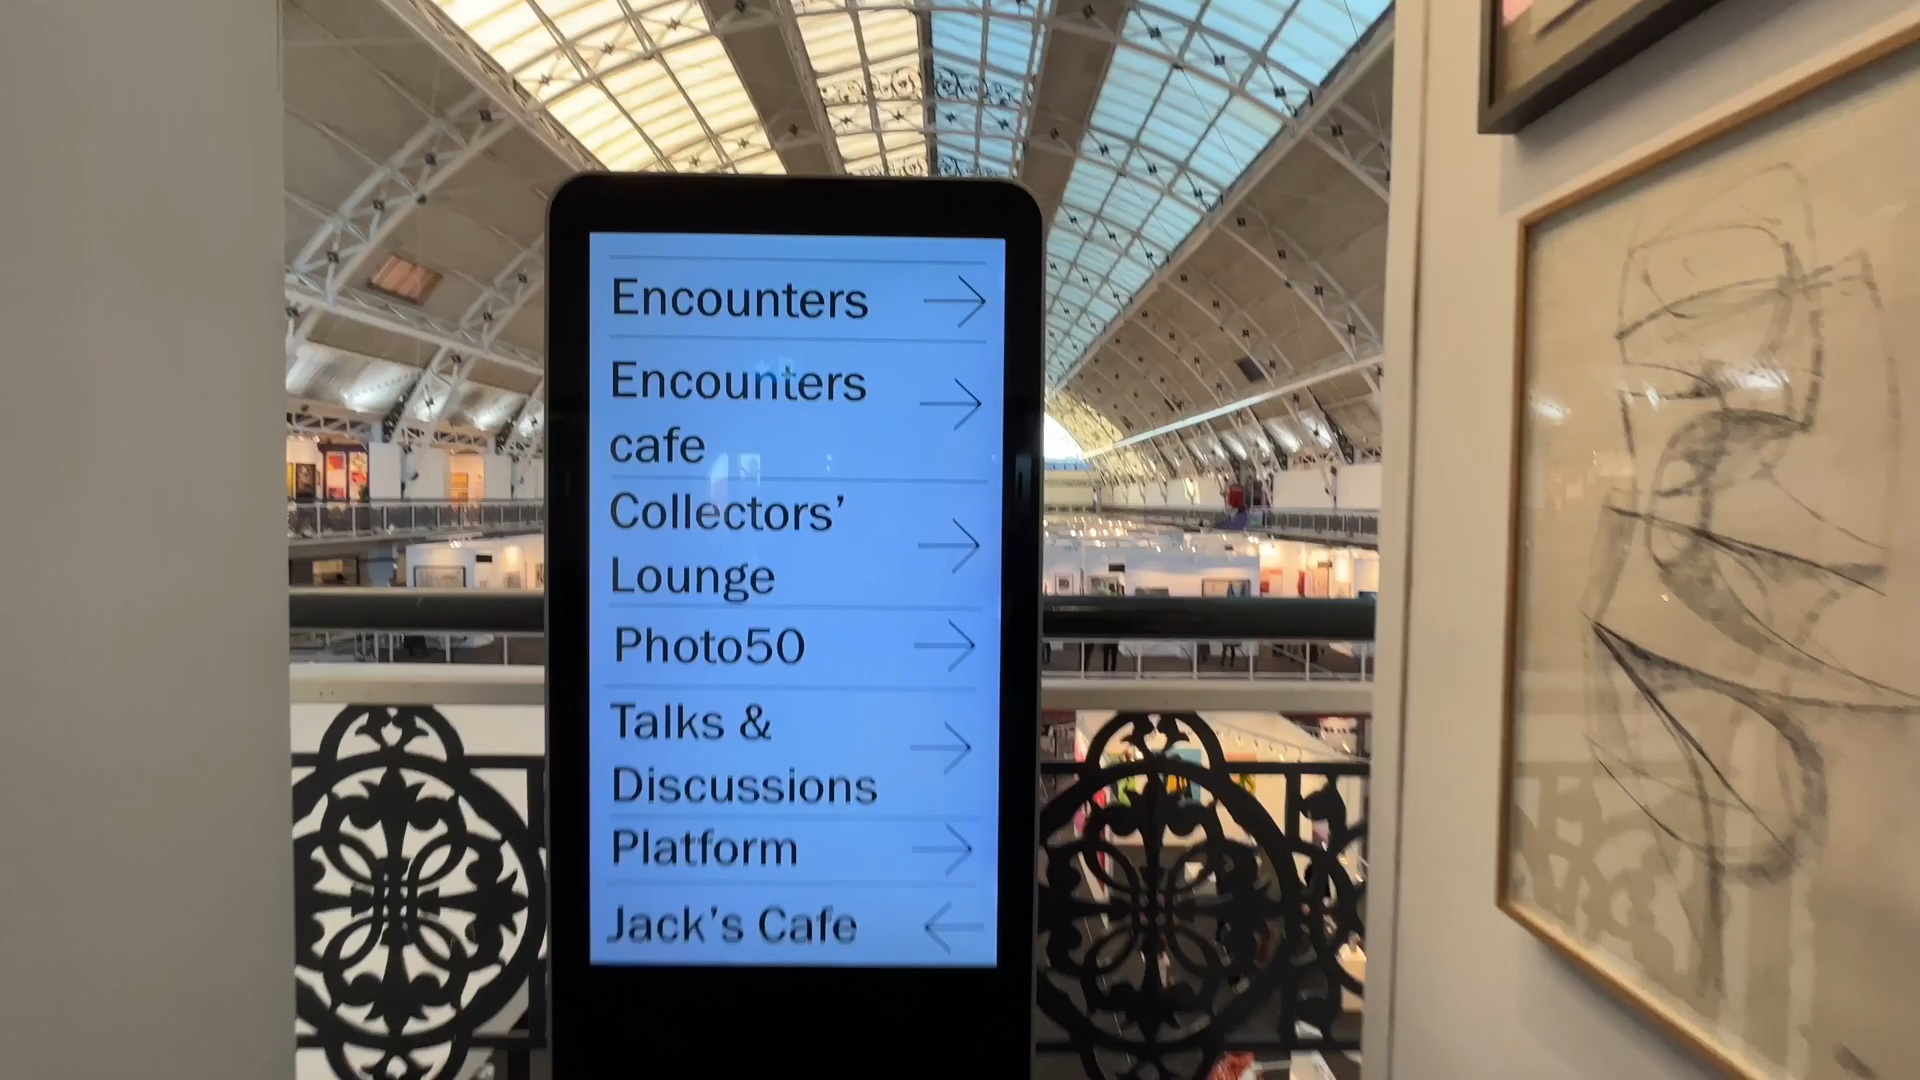 Encounters
Encounters
cafe
Collectors’
Lounge
Photo50
Talks &
Discussions
Platform
Jack’s Cafe